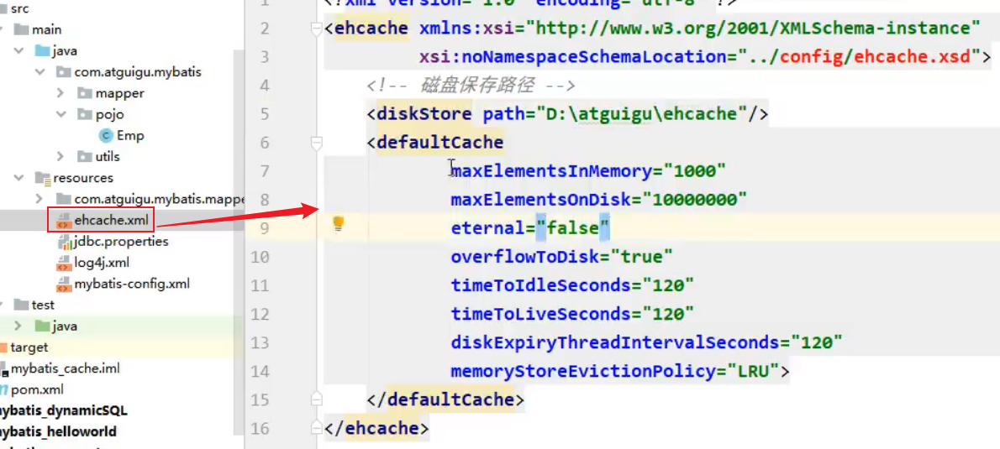 src
main
java
com.atguigu.mybatis
mapper
pojo
Emp
utils
resources
com.atguigu.mybatis.mappe
ehcache.xml
jdbc.properties
log4j.xml
mybatis-config.xml
test
java
target
mybatis_cache.iml
pom.xml
mybatis_dynamicSQL
mybatis_helloworld
1 <?xml version="1.0" encoding="utf-8" ?>
2 <ehcache xmlns:xsi="http://www.w3.org/2001/XMLSchema-instance"
3 xsi:noNamespaceSchemaLocation="../config/ehcache.xsd">
4 <!-- 磁盘保存路径 -->
5 <diskStore path="D:\atguigu\ehcache"/>
6 <defaultCache
7 maxElementsInMemory="1000"
8 maxElementsOnDisk="10000000"
9 eternal="false"
10 overflowToDisk="true"
11 timeToIdleSeconds="120"
12 timeToLiveSeconds="120"
13 diskExpiryThreadIntervalSeconds="120"
14 memoryStoreEvictionPolicy="LRU">
15 </defaultCache>
16 </ehcache>